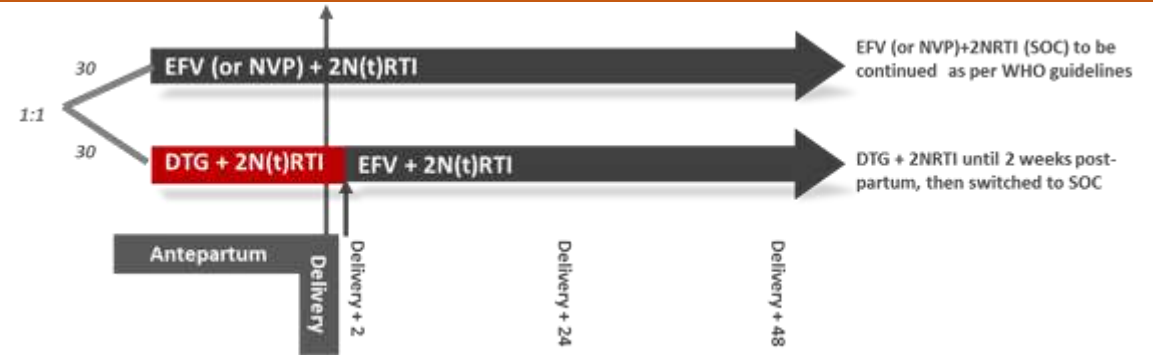 30
EFV (or NVP) + 2N(t)RTI
EFV (or NVP)+2NRTI (SOC) to be
continued as per WHO guidelines
1:1
30
DTG + 2N(t)RTI
EFV + 2N(t)RTI
DTG + 2NRTI until 2 weeks post-
partum, then switched to SOC
Antepartum
Delivery
Delivery + 2
Delivery + 24
Delivery + 48